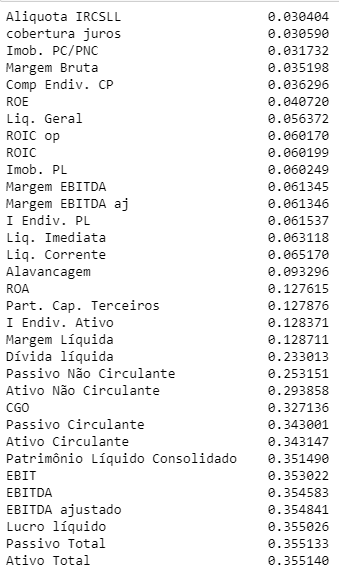 Aliquota IRCSLL 0.030404
cobertura juros 0.030590
Imob. PC/PNC 0.031732
Margem Bruta 0.035198
Comp Endiv. CP 0.036296
ROE 0.040720
Liq. Geral 0.056372
ROIC op 0.060170
ROIC 0.060199
Imob. PL 0.060249
Margem EBITDA 0.061345
Margem EBITDA aj 0.061346
I Endiv. PL 0.061537
Liq. Imediata 0.063118
Liq. Corrente 0.065170
Alavancagem 0.093296
ROA 0.127615
Part. Cap. Terceiros 0.127876
I Endiv. Ativo 0.128371
Margem Líquida 0.128711
Dívida líquida 0.233013
Passivo Não Circulante 0.253151
Ativo Não Circulante 0.293858
CGO 0.327136
Passivo Circulante 0.343001
Ativo Circulante 0.343147
Patrimônio Líquido Consolidado 0.351490
EBIT 0.353022
EBITDA 0.354583
EBITDA ajustado 0.354841
Lucro líquido 0.355026
Passivo Total 0.355133
Ativo Total 0.355140